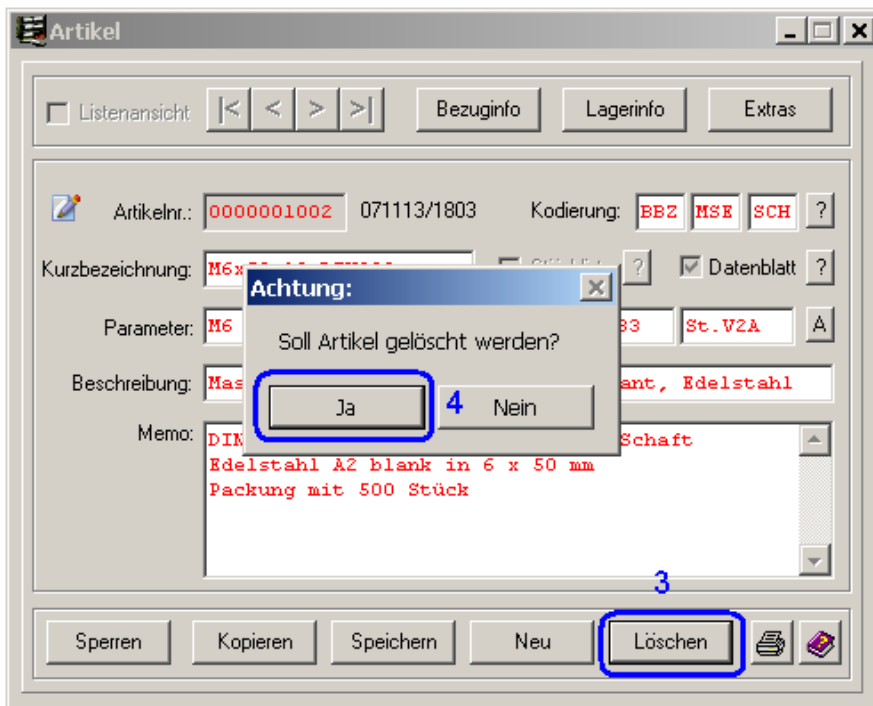 Artikel
Listenansicht |< < > >| Bezuginfo Lagerinfo Extras
Artikelnr.: 0000001002 071113/1803 Kodierung: BBZ MSE SCH ?
Kurzbezeichnung: ? Datenblatt ?
Achtung:
Parameter: M6 St.V2A A
Soll Artikel gelöscht werden?
Beschreibung: Edelstahl
Ja 4 Nein
Memo: DIN Schaft
Edelstahl A2 blank in 6 x 50 mm
Packung mit 500 Stück
3
Sperren Kopieren Speichern Neu Löschen